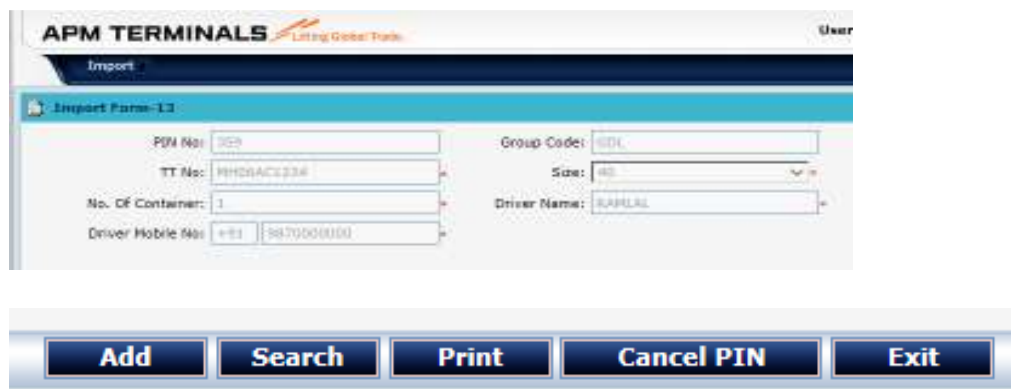 APM TERMINALS Lifting Global Trade.
User
Import
Import Form-13
PIN No: 359 Group Code: GDL
TT No: Size: 40
No. Of Container: 1 Driver Name: RAMLAL
Driver Mobile No: +91 9870000000
Add Search Print Cancel PIN Exit